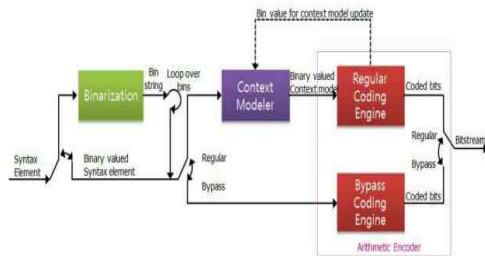 Bin value for context model update
Bin
string
Loop over
bins
Binarization
Context
Modeler
Binary valued
Context model
Regular
Coding
Engine
Coded bits
Syntax
Element
Binary valued
Syntax element
Regular
Bypass
Regular
Bypass
Bitstream
Bypass
Coding
Engine
Coded bits
Arithmetic Encoder